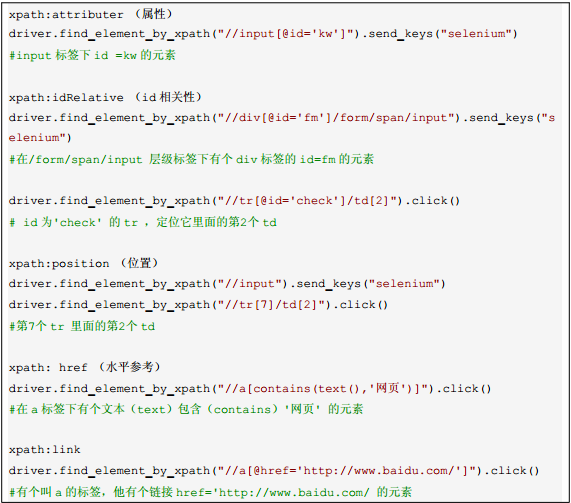 xpath:attributer （属性）
driver.find_element_by_xpath("//input[@id='kw']").send_keys("selenium")
#input 标签下 id =kw 的元素
xpath:idRelative （id 相关性）
driver.find_element_by_xpath("//div[@id='fm']/form/span/input").send_keys("s
elenium")
#在/form/span/input 层级标签下有个 div 标签的 id=fm 的元素
driver.find_element_by_xpath("//tr[@id='check']/td[2]").click()
# id 为'check' 的 tr ，定位它里面的第2个 td
xpath:position （位置）
driver.find_element_by_xpath("//input").send_keys("selenium")
driver.find_element_by_xpath("//tr[7]/td[2]").click()
#第7个 tr 里面的第2个 td
xpath: href （水平参考）
driver.find_element_by_xpath("//a[contains(text(),'网页')]").click()
#在 a 标签下有个文本（text）包含（contains）'网页' 的元素
xpath:link
driver.find_element_by_xpath("//a[@href='http://www.baidu.com/']").click()
#有个叫 a 的标签，他有个链接 href='http://www.baidu.com/ 的元素